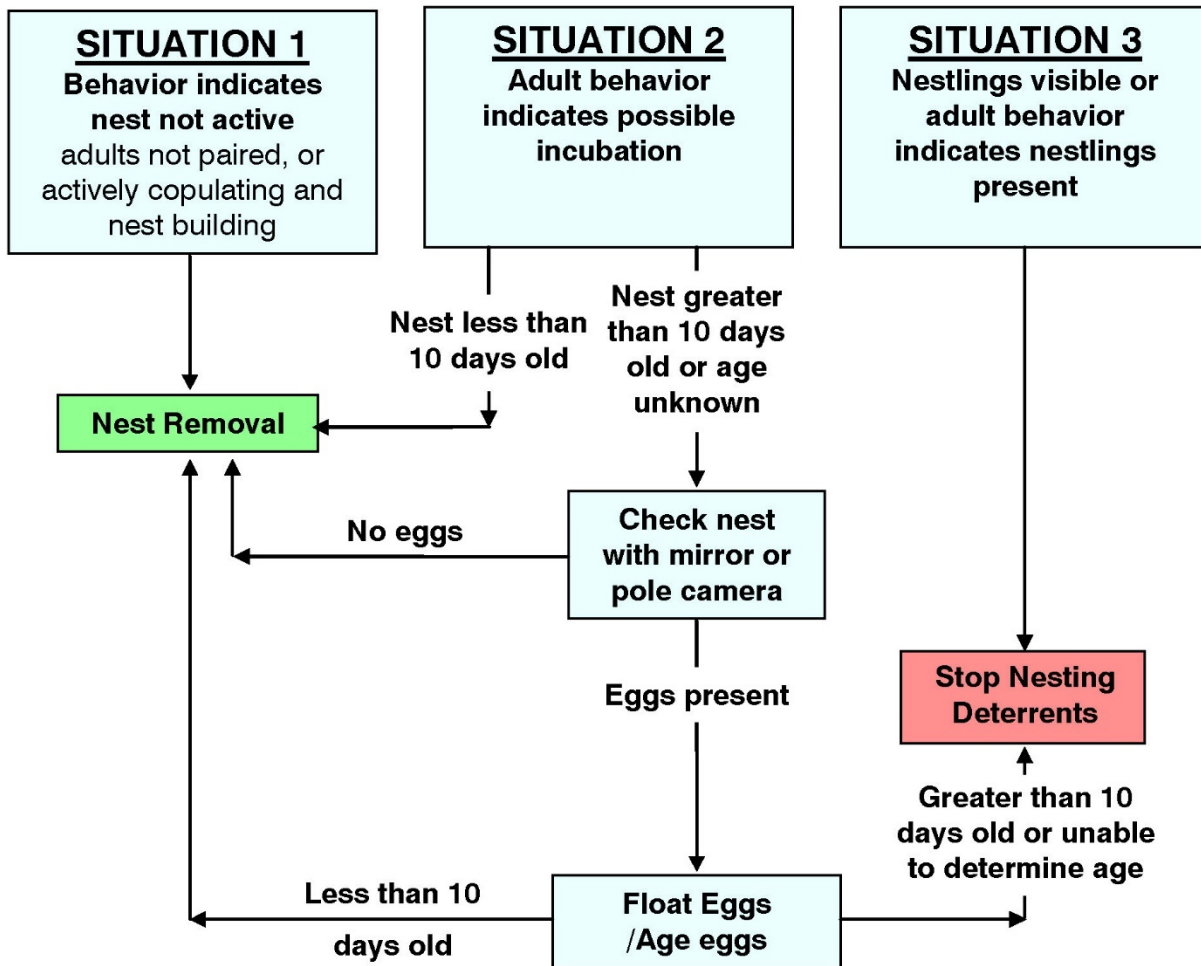 SITUATION 1
Behavior indicates
nest not active
adults not paired, or
actively copulating and
nest building
SITUATION 2
Adult behavior
indicates possible
incubation
SITUATION 3
Nestlings visible or
adult behavior
indicates nestlings
present
Nest less than
10 days old
Nest greater
than 10 days
old or age
unknown
Nest Removal
No eggs
Check nest
with mirror or
pole camera
Eggs present
Stop Nesting
Deterrents
Greater than 10
days old or unable
to determine age
Less than 10
days old
Float Eggs
/Age eggs